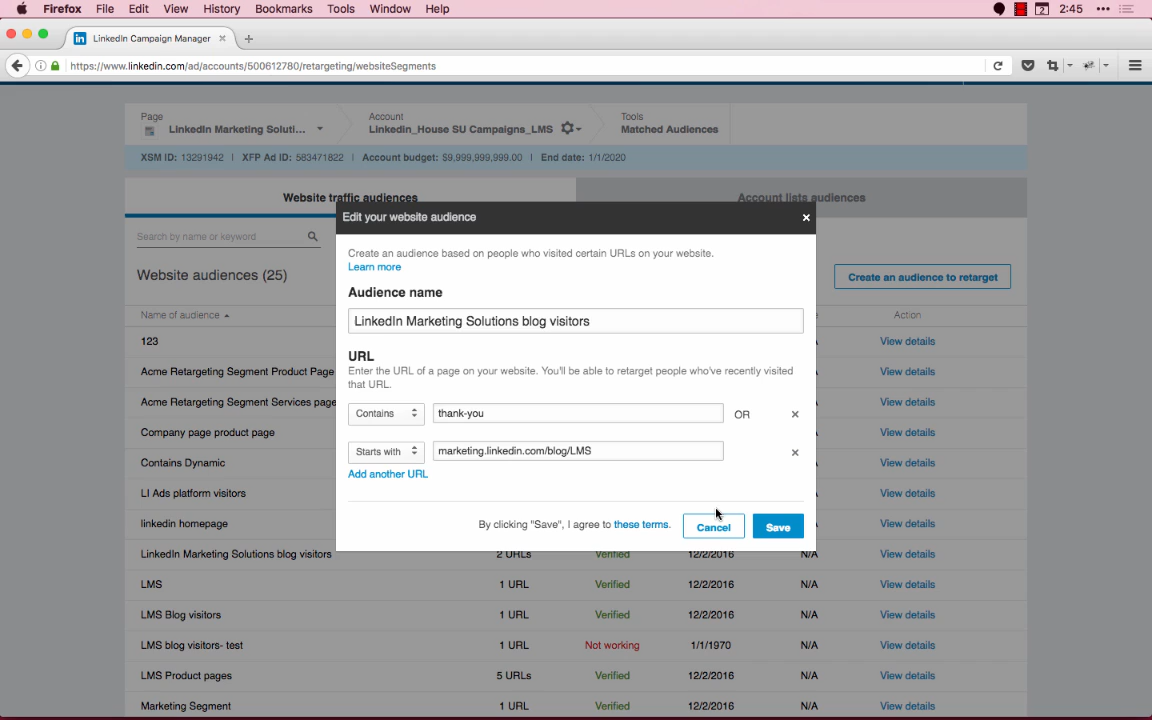 Firefox File Edit View History Bookmarks Tools Window Help 2 2:45
in LinkedIn Campaign Manager
https://www.linkedin.com/ad/accounts/500612780/retargeting/websiteSegments
Page Account Tools
LinkedIn Marketing Soluti... LinkedIn_House SU Campaigns_LMS Matched Audiences
XSM ID: 13291942 | XFP Ad ID: 583471822 | Account budget: $9,999,999,999.00 | End date: 1/1/2020
Website traffic audiences Account lists audiences
Edit your website audience
Search by name or keyword
Create an audience based on people who visited certain URLs on your website.
Learn more
Website audiences (25)
Create an audience to retarget
Audience name
Name of audience Action
LinkedIn Marketing Solutions blog visitors
123 View details
URL
Enter the URL of a page on your website. You'll be able to retarget people who've recently visited
that URL.
Acme Retargeting Segment Product Page View details
Acme Retargeting Segment Services page View details
Contains thank-you OR
Company page product page View details
Starts with marketing.linkedin.com/blog/LMS
Contains Dynamic View details
Add another URL
LI Ads platform visitors View details
linkedin homepage View details
By clicking "Save", I agree to these terms. Cancel Save
LinkedIn Marketing Solutions blog visitors 2 URLs Verified 12/2/2016 N/A View details
LMS 1 URL Verified 12/2/2016 N/A View details
LMS Blog visitors 1 URL Verified 12/2/2016 N/A View details
LMS blog visitors- test 1 URL Not working 1/1/1970 N/A View details
LMS Product pages 5 URLs Verified 12/2/2016 N/A View details
Marketing Segment 1 URL Verified 12/2/2016 N/A View details